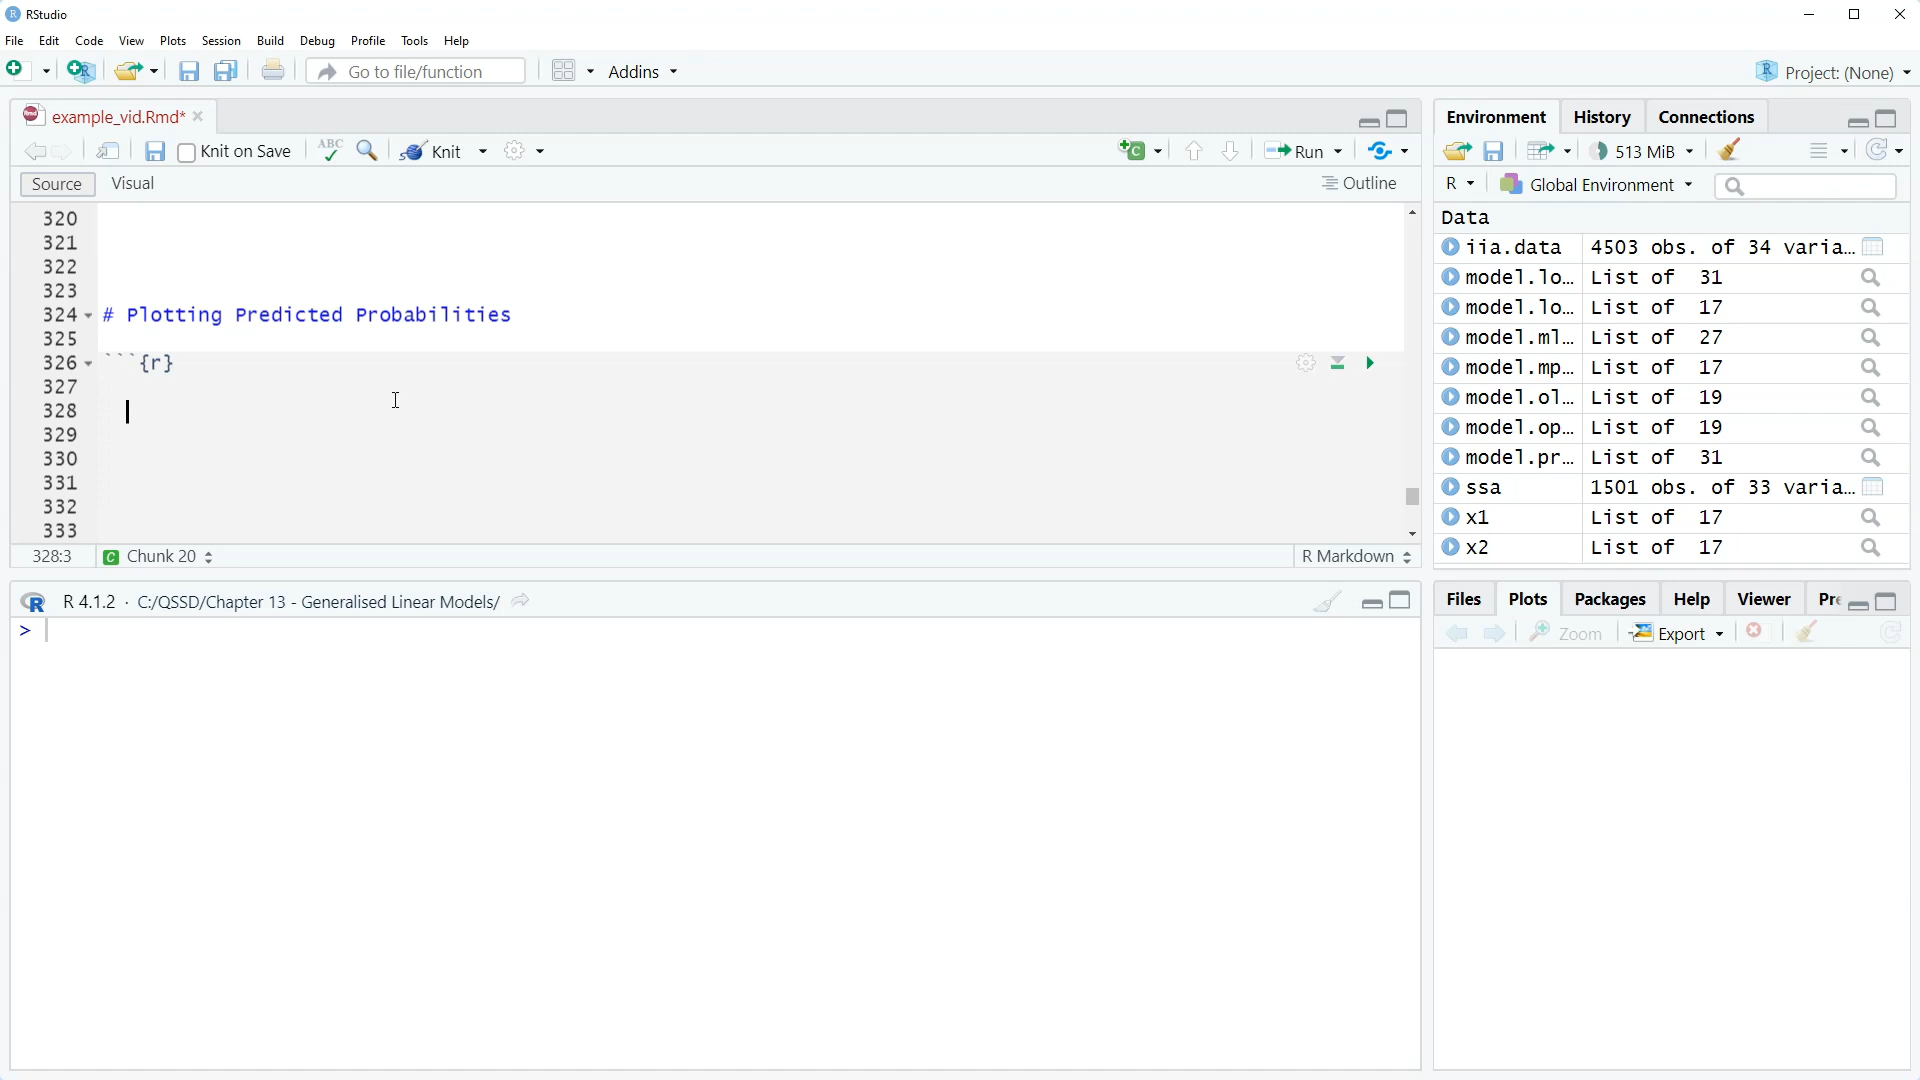 RStudio
File Edit Code View Plots Session Build Debug Profile Tools Help
Go to file/function Addins Project: (None)
example_vid.Rmd*
Knit on Save ABC Knit Run
Source Visual Outline
320
321
322
323
324 # Plotting Predicted Probabilities
325
326 ```{r}
327
328
329
330
331
332
333
328:3 C Chunk 20 R Markdown
R 4.1.2 · C:/QSSD/Chapter 13 - Generalised Linear Models/
>
Environment History Connections
513 MiB
R Global Environment
Data
iia.data 4503 obs. of 34 varia…
model.lo… List of 31
model.lo… List of 17
model.ml… List of 27
model.mp… List of 17
model.ol… List of 19
model.op… List of 19
model.pr… List of 31
ssa 1501 obs. of 33 varia…
x1 List of 17
x2 List of 17
Files Plots Packages Help Viewer Pre
Zoom Export